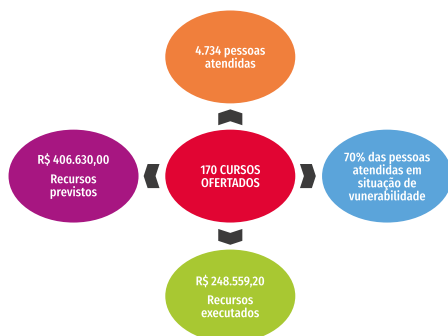 4.734 pessoas
atendidas
R$ 406.630,00
Recursos
previstos
170 CURSOS
OFERTADOS
70% das pessoas
atendidas em
situação de
vunerabilidade
R$ 248.559,20
Recursos
executados